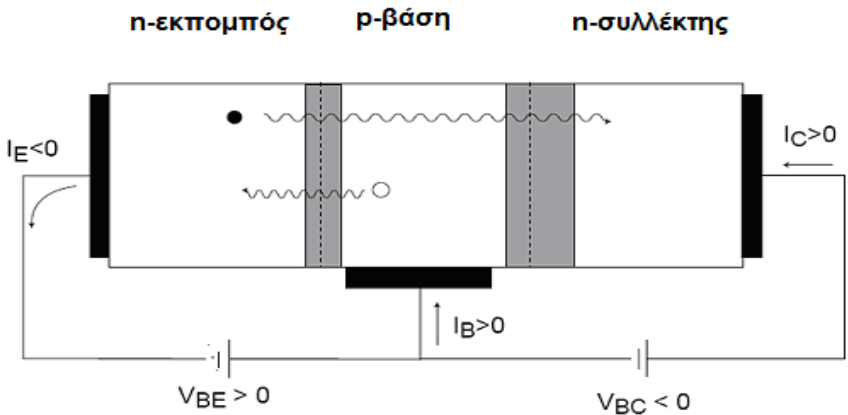 n-εκπομπός p-βάση n-συλλέκτης
I_E<0
I_C>0
I_B>0
V_BE > 0
V_BC < 0